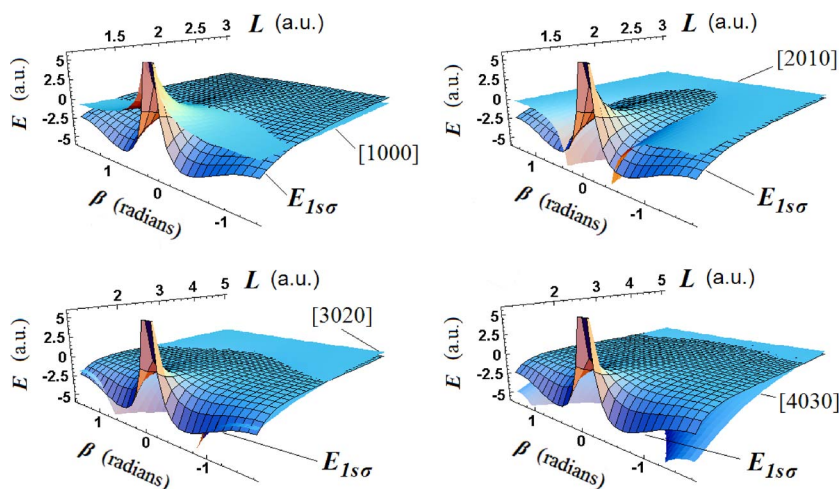 L (a.u.)
1.5 2 2.5 3
5
2.5
0
-2.5
-5
E (a.u.)
1 0 -1
β (radians)
[1000]
E1sσ
L (a.u.)
1.5 2 2.5 3
5
2.5
0
-2.5
-5
E (a.u.)
1 0 -1
β (radians)
[2010]
E1sσ
L (a.u.)
2 3 4 5
5
2.5
0
-2.5
-5
E (a.u.)
1 0 -1
β (radians)
[3020]
E1sσ
L (a.u.)
2 3 4 5
5
2.5
0
-2.5
-5
E (a.u.)
1 0 -1
β (radians)
[4030]
E1sσ